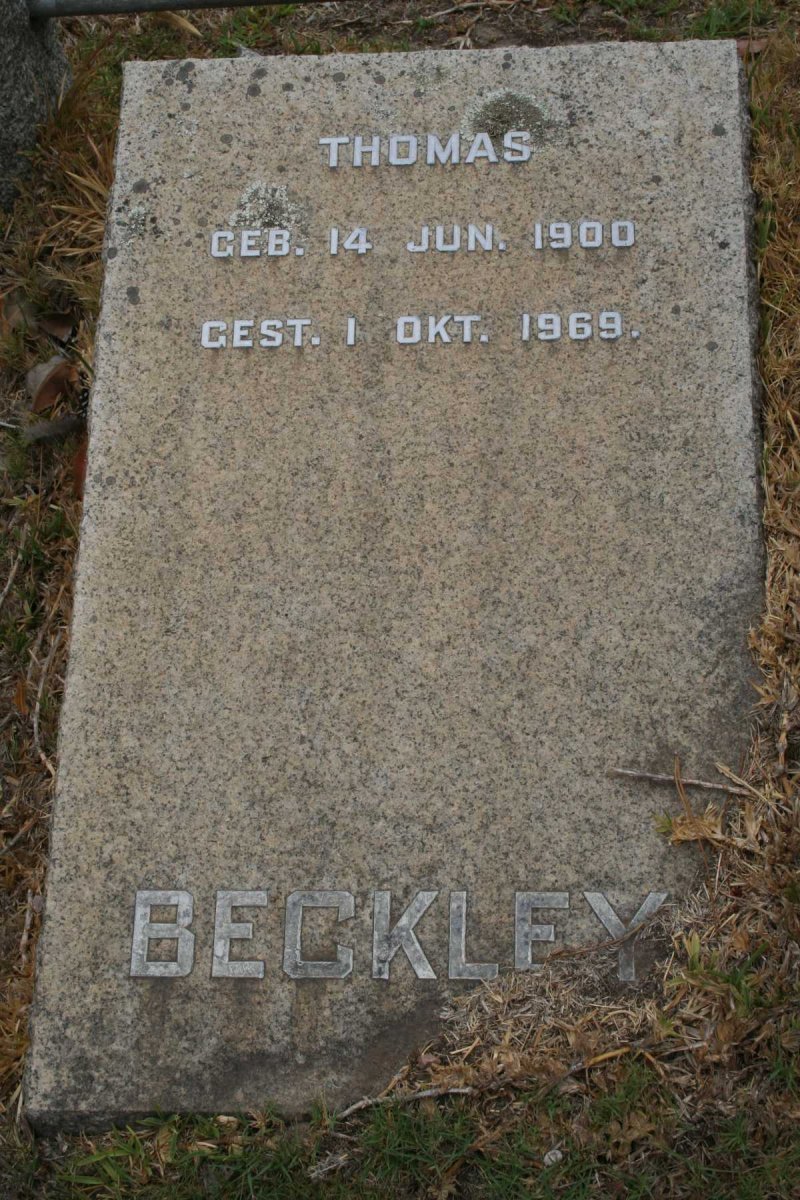 THOMAS
GEB. 14 JUN. 1900
GEST. 1 OKT. 1969.
BECKLEY